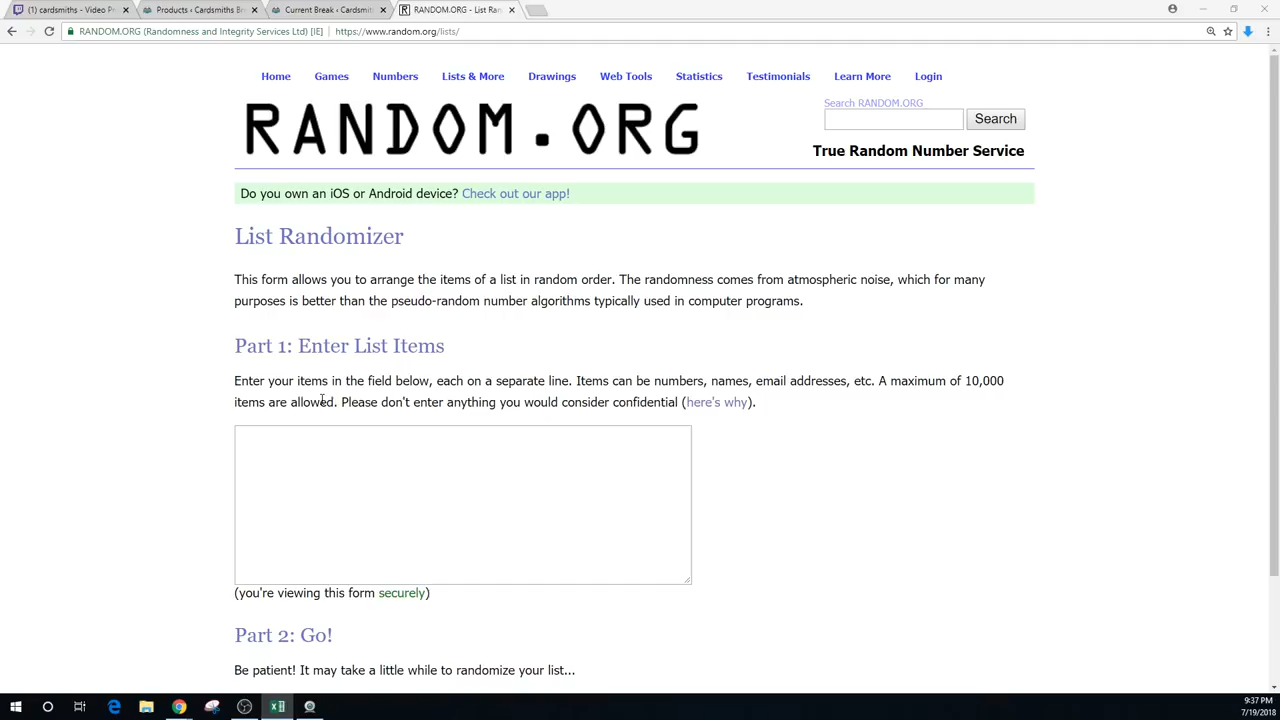 (1) cardsmiths - Video P
Products ‹ Cardsmiths Br
Current Break ‹ Cardsmit
RANDOM.ORG - List Ran
RANDOM.ORG (Randomness and Integrity Services Ltd) [IE] | https://www.random.org/lists/
Home Games Numbers Lists & More Drawings Web Tools Statistics Testimonials Learn More Login
RANDOM.ORG
Search RANDOM.ORG
Search
True Random Number Service
Do you own an iOS or Android device? Check out our app!
List Randomizer
This form allows you to arrange the items of a list in random order. The randomness comes from atmospheric noise, which for many
purposes is better than the pseudo-random number algorithms typically used in computer programs.
Part 1: Enter List Items
Enter your items in the field below, each on a separate line. Items can be numbers, names, email addresses, etc. A maximum of 10,000
items are allowed. Please don't enter anything you would consider confidential (here's why).
(you're viewing this form securely)
Part 2: Go!
Be patient! It may take a little while to randomize your list...
9:37 PM
7/19/2018